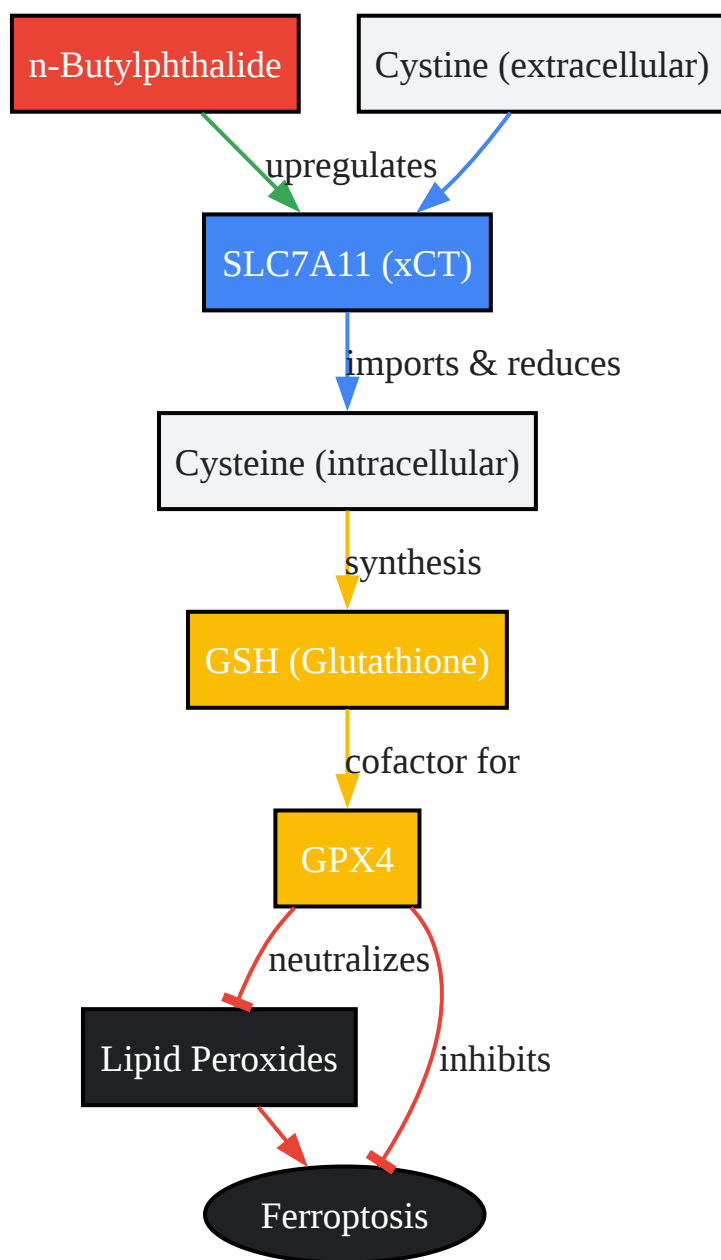 n-Butylphthalide
Cystine (extracellular)
upregulates
SLC7A11 (xCT)
imports & reduces
Cysteine (intracellular)
synthesis
GSH (Glutathione)
cofactor for
GPX4
neutralizes
Lipid Peroxides
inhibits
Ferroptosis